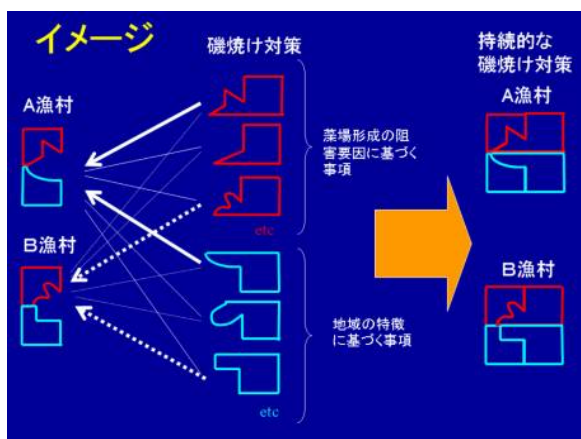 イメージ
磯焼け対策
持続的な
磯焼け対策
A漁村
B漁村
etc
etc
藻場形成の阻
害要因に基づく
事項
地域の特徴
に基づく事項
A漁村
B漁村